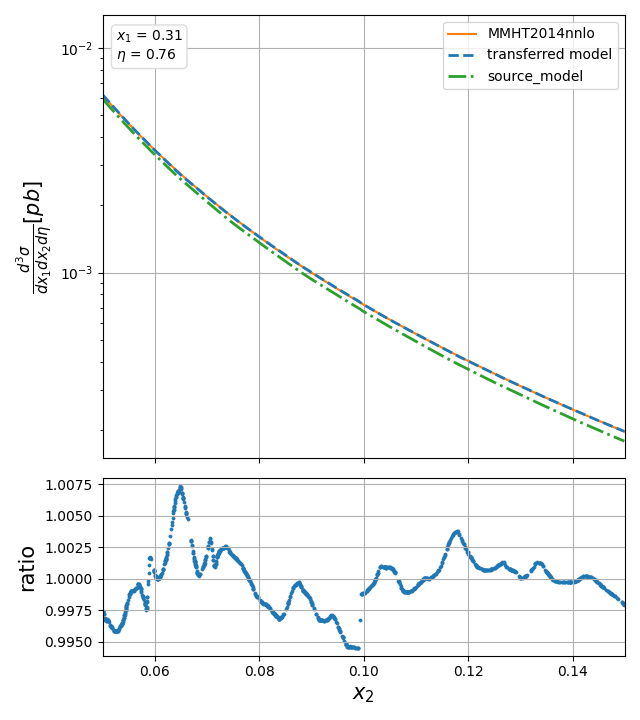 x₁ = 0.31
η = 0.76
MMHT2014nnlo
transferred model
source_model
10⁻²
10⁻³
d³σ/dx₁dx₂dη [pb]
1.0075
1.0050
1.0025
1.0000
0.9975
0.9950
ratio
0.06 0.08 0.10 0.12 0.14
x₂